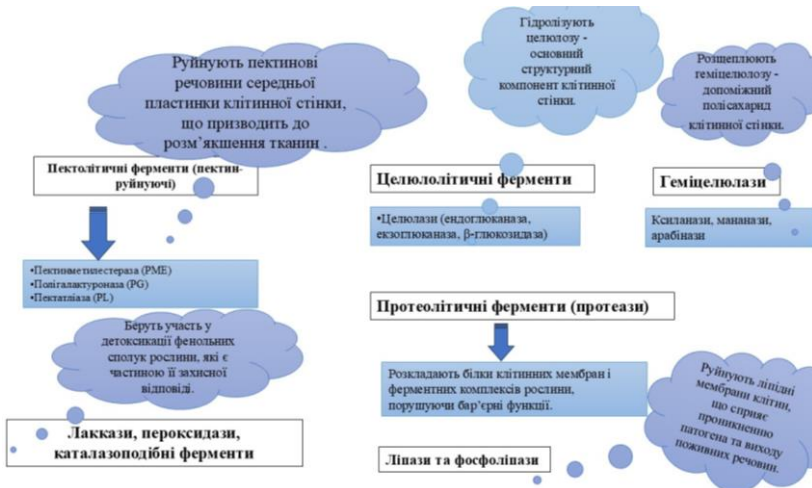 Руйнують пектинові
речовини середньої
пластинки клітинної стінки,
що призводить до
розм’якшення тканин .
Пектолітичні ферменти (пектин-
руйнуючі)
•Пектинметилестераза (PME)
•Полігалактуроназа (PG)
•Пектатліаза (PL)
Беруть участь у
детоксикації фенольних
сполук рослини, які є
частиною її захисної
відповіді.
Лаккази, пероксидази,
каталазоподібні ферменти
Гідролізують
целюлозу -
основний
структурний
компонент клітинної
стінки.
Целюлолітичні ферменти
•Целюлази (ендоглюканаза,
екзоглюканаза, β-глюкозидаза)
Розщеплюють
геміцелюлозу -
допоміжний
полісахарид
клітинної стінки.
Геміцелюлази
Ксиланази, мананази,
арабінази
Протеолітичні ферменти (протеази)
Розкладають білки клітинних мембран і
ферментних комплексів рослини,
порушуючи бар’єрні функції.
Руйнують ліпідні
мембрани клітин,
що сприяє
проникненню
патогена та виходу
поживних речовин.
Ліпази та фосфоліпази